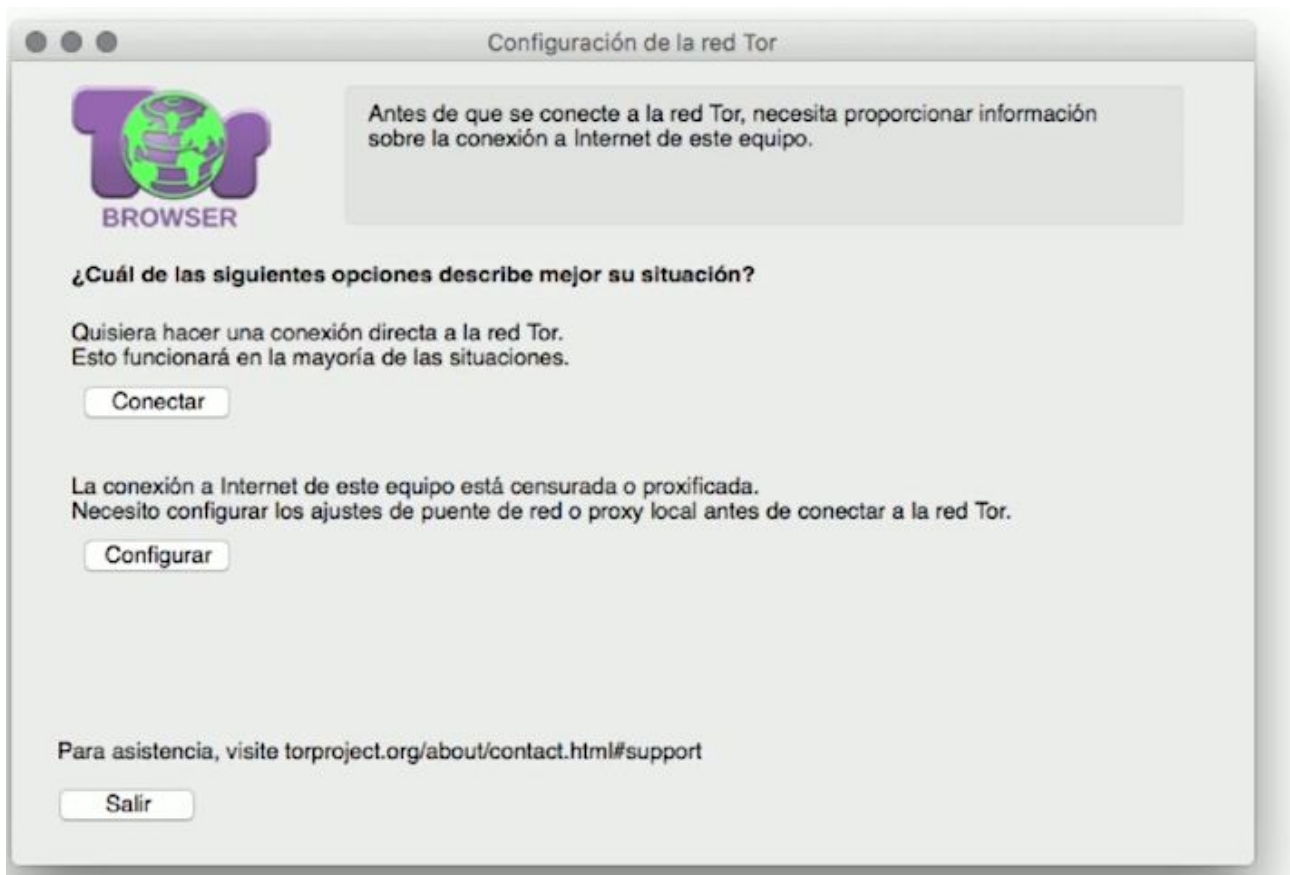 Configuración de la red Tor
Tor
BROWSER
Antes de que se conecte a la red Tor, necesita proporcionar información
sobre la conexión a Internet de este equipo.
¿Cuál de las siguientes opciones describe mejor su situación?
Quisiera hacer una conexión directa a la red Tor.
Esto funcionará en la mayoría de las situaciones.
Conectar
La conexión a Internet de este equipo está censurada o proxificada.
Necesito configurar los ajustes de puente de red o proxy local antes de conectar a la red Tor.
Configurar
Para asistencia, visite torproject.org/about/contact.html#support
Salir